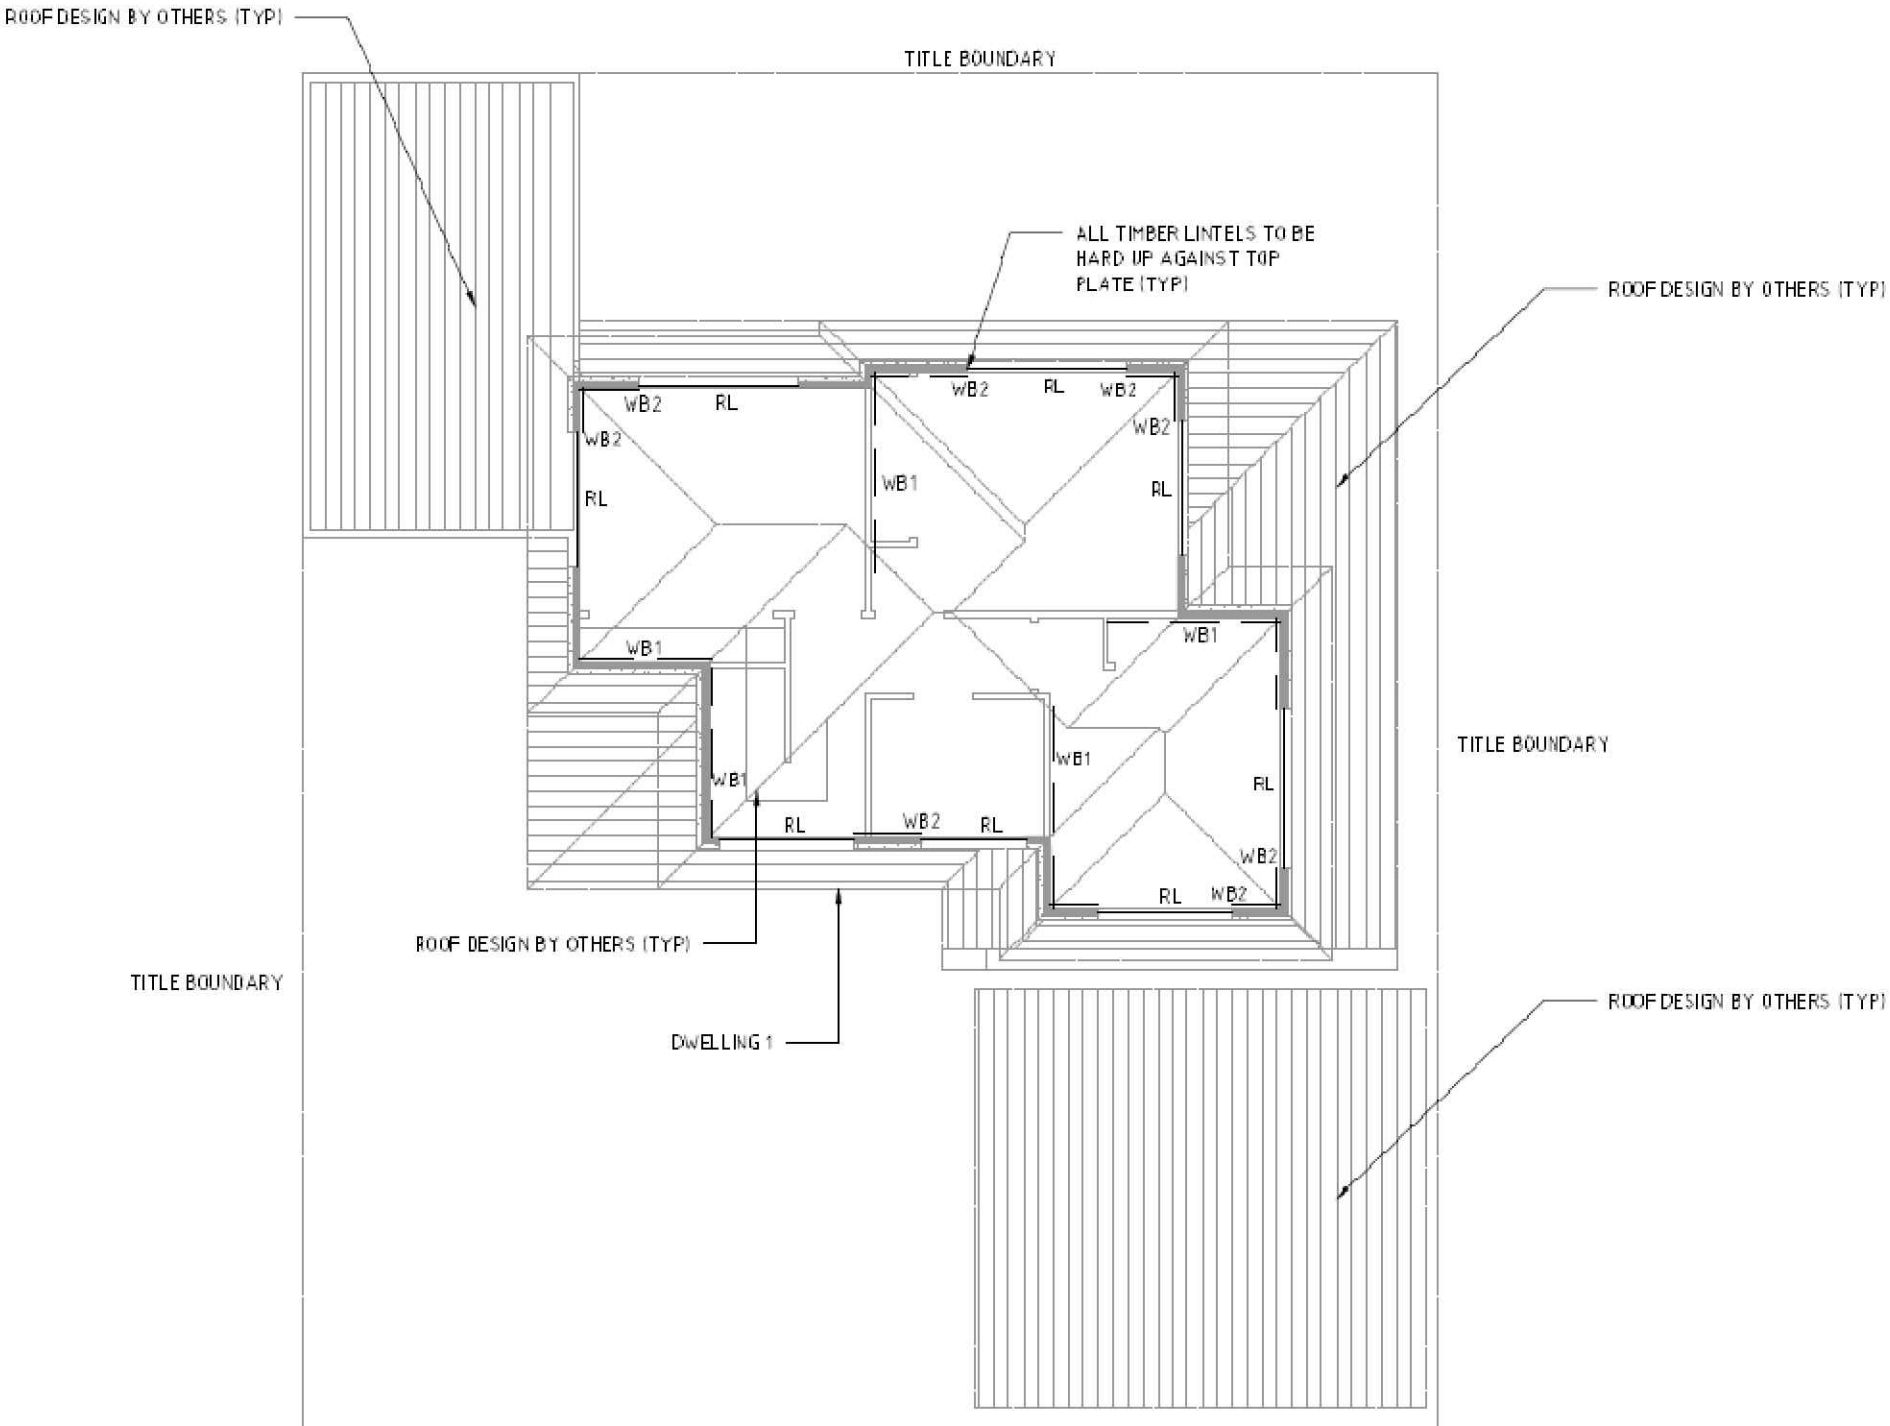 ROOF DESIGN BY OTHERS (TYP)
TITLE BOUNDARY
ALL TIMBER LINTELS TO BE
HARD UP AGAINST TOP
PLATE (TYP)
ROOF DESIGN BY OTHERS (TYP)
WB2
RL
WB2
RL
WB2
WB2
WB2
RL
WB1
RL
WB1
WB1
TITLE BOUNDARY
WB1
WB1
RL
RL
WB2
RL
WB2
RL
WB2
ROOF DESIGN BY OTHERS (TYP)
TITLE BOUNDARY
ROOF DESIGN BY OTHERS (TYP)
DWELLING 1